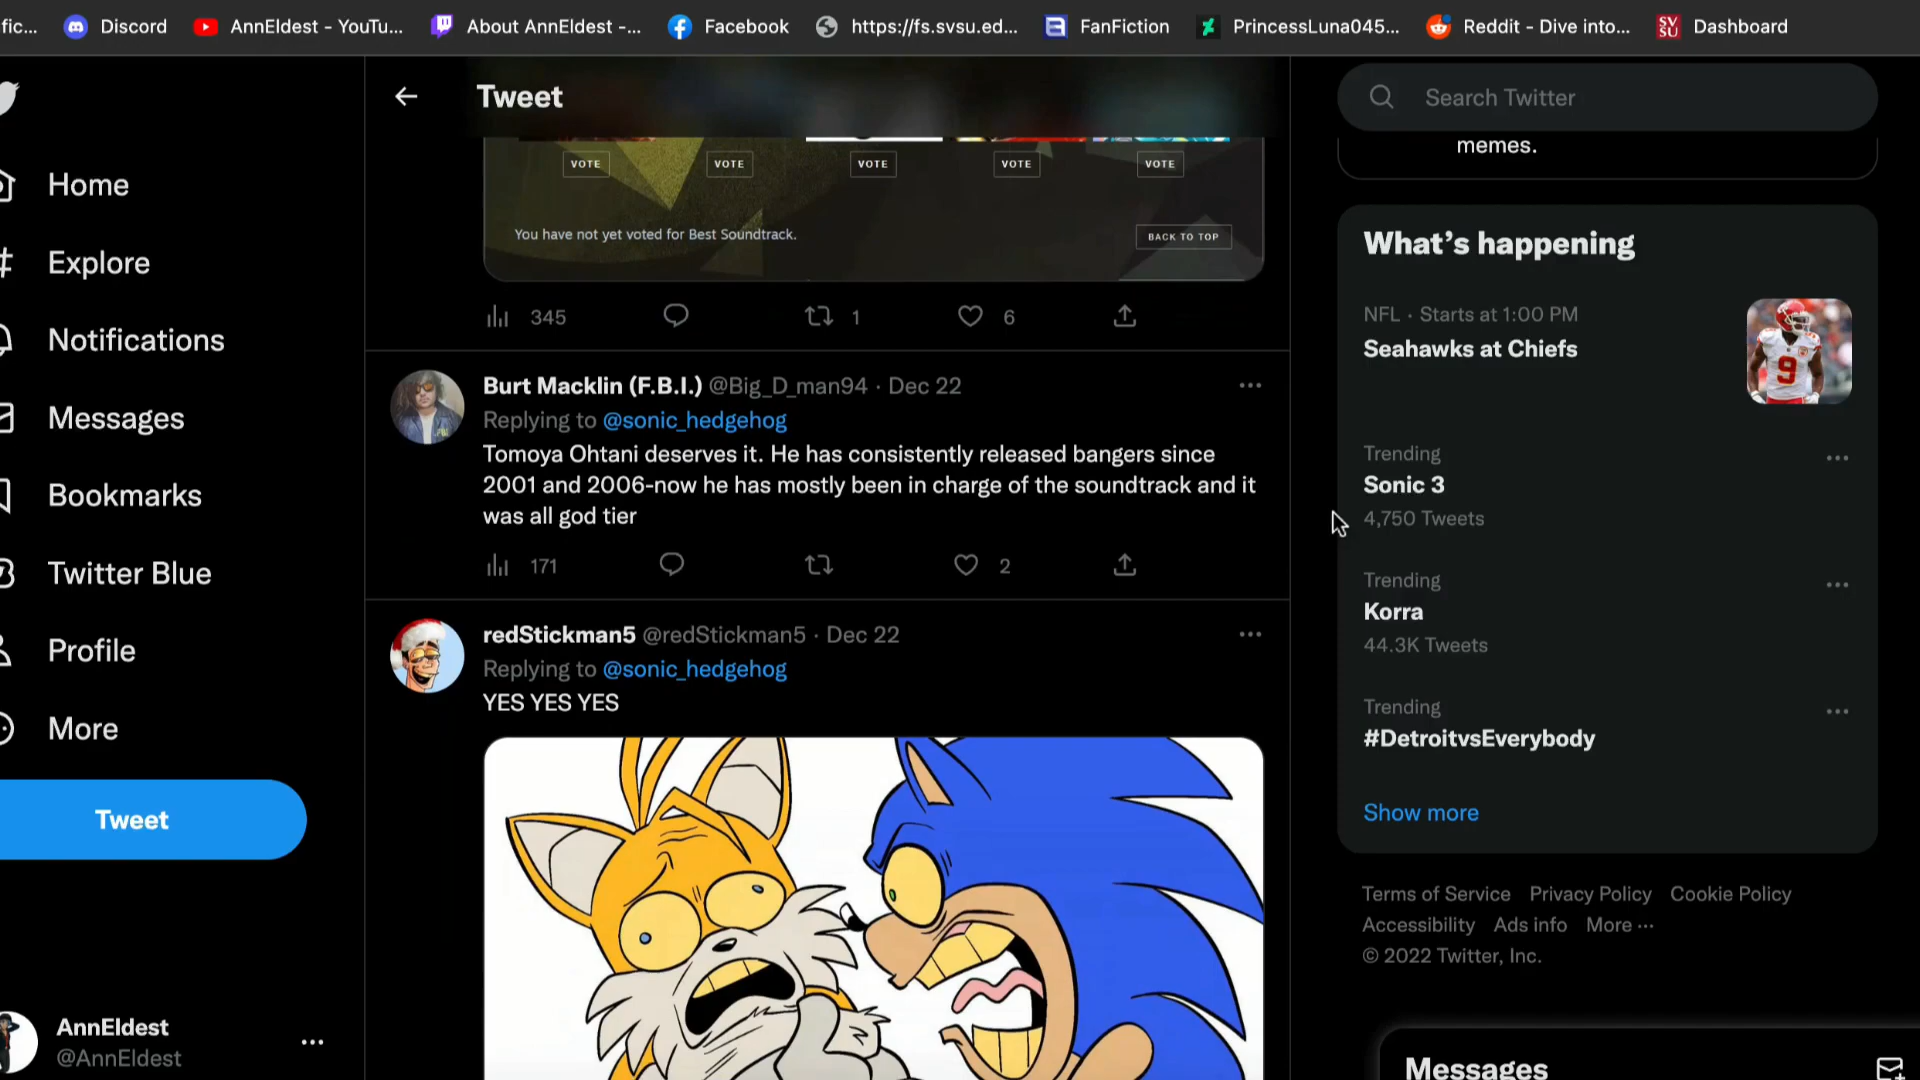 fic...
Discord
AnnEldest - YouTu...
About AnnEldest -...
Facebook
https://fs.svsu.ed...
FanFiction
PrincessLuna045...
Reddit - Dive into...
SV
SU
Dashboard
Tweet
Search Twitter
Home
Explore
Notifications
Messages
Bookmarks
Twitter Blue
Profile
More
Tweet
AnnEldest
@AnnEldest
VOTE VOTE VOTE VOTE VOTE
You have not yet voted for Best Soundtrack.
BACK TO TOP
345 1 6
Burt Macklin (F.B.I.) @Big_D_man94 · Dec 22
Replying to @sonic_hedgehog
Tomoya Ohtani deserves it. He has consistently released bangers since
2001 and 2006-now he has mostly been in charge of the soundtrack and it
was all god tier
171 2
redStickman5 @redStickman5 · Dec 22
Replying to @sonic_hedgehog
YES YES YES
memes.
What's happening
NFL · Starts at 1:00 PM
Seahawks at Chiefs
9
Trending
Sonic 3
4,750 Tweets
Trending
Korra
44.3K Tweets
Trending
#DetroitvsEverybody
Show more
Terms of Service Privacy Policy Cookie Policy
Accessibility Ads info More ...
© 2022 Twitter, Inc.
Messages